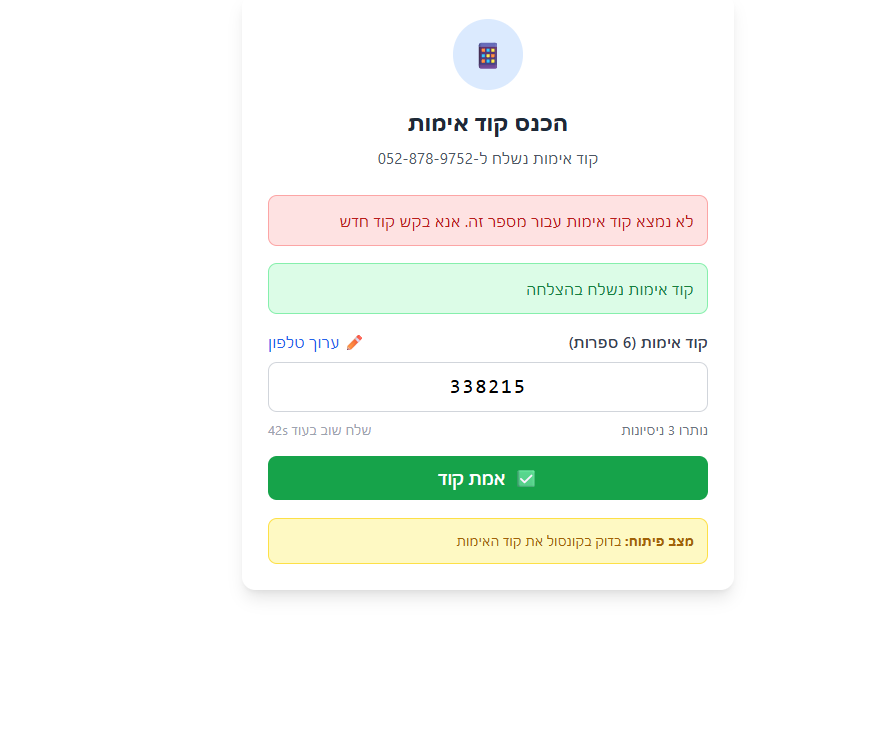 הכנס קוד אימות
קוד אימות נשלח ל-052-878-9752
לא נמצא קוד אימות עבור מספר זה. אנא בקש קוד חדש
קוד אימות נשלח בהצלחה
קוד אימות (6 ספרות)
ערוך טלפון
338215
נותרו 3 ניסיונות
שלח שוב בעוד 42s
אמת קוד
מצב פיתוח: בדוק בקונסול את קוד האימות